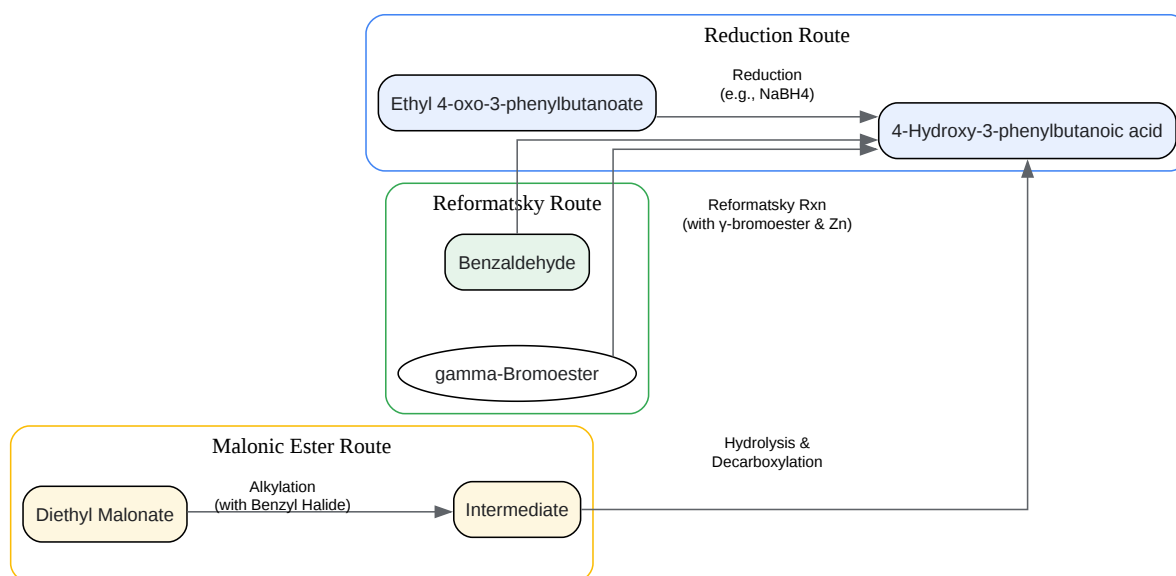 Reduction Route
Ethyl 4-oxo-3-phenylbutanoate
Reduction
(e.g., NaBH4)
4-Hydroxy-3-phenylbutanoic acid
Reformatsky Route
Benzaldehyde
Reformatsky Rxn
(with γ-bromoester & Zn)
gamma-Bromoester
Malonic Ester Route
Diethyl Malonate
Alkylation
(with Benzyl Halide)
Intermediate
Hydrolysis &
Decarboxylation